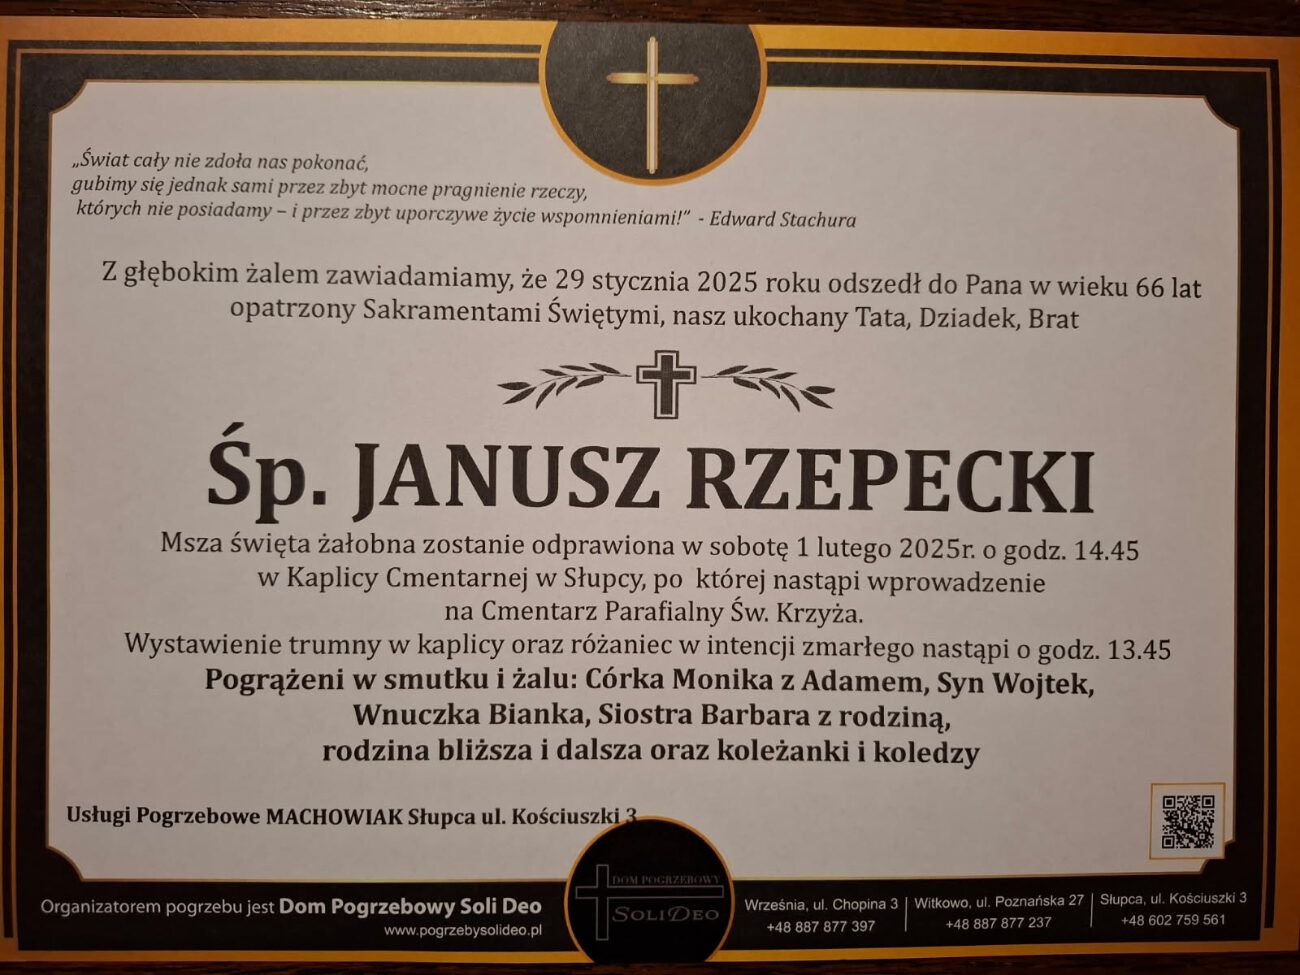 „Świat cały nie zdoła nas pokonać,
gubimy się jednak sami przez zbyt mocne pragnienie rzeczy,
których nie posiadamy – i przez zbyt uporczywe życie wspomnieniami!” - Edward Stachura
Z głębokim żalem zawiadamiamy, że 29 stycznia 2025 roku odszedł do Pana w wieku 66 lat
opatrzony Sakramentami Świętymi, nasz ukochany Tata, Dziadek, Brat
Śp. JANUSZ RZEPECKI
Msza święta żałobna zostanie odprawiona w sobotę 1 lutego 2025r. o godz. 14.45
w Kaplicy Cmentarnej w Słupcy, po której nastąpi wprowadzenie
na Cmentarz Parafialny Św. Krzyża.
Wystawienie trumny w kaplicy oraz różaniec w intencji zmarłego nastąpi o godz. 13.45
Pogrążeni w smutku i żalu: Córka Monika z Adamem, Syn Wojtek,
Wnuczka Bianka, Siostra Barbara z rodziną,
rodzina bliższa i dalsza oraz koleżanki i koledzy
Usługi Pogrzebowe MACHOWIAK Słupca ul. Kościuszki 3
Organizatorem pogrzebu jest Dom Pogrzebowy Soli Deo
www.pogrzebysolideo.pl
DOM POGRZEBOWY
SOLI DEO
Września, ul. Chopina 3
+48 887 877 397
Witkowo, ul. Poznańska 27
+48 887 877 237
Słupca, ul. Kościuszki 3
+48 602 759 561